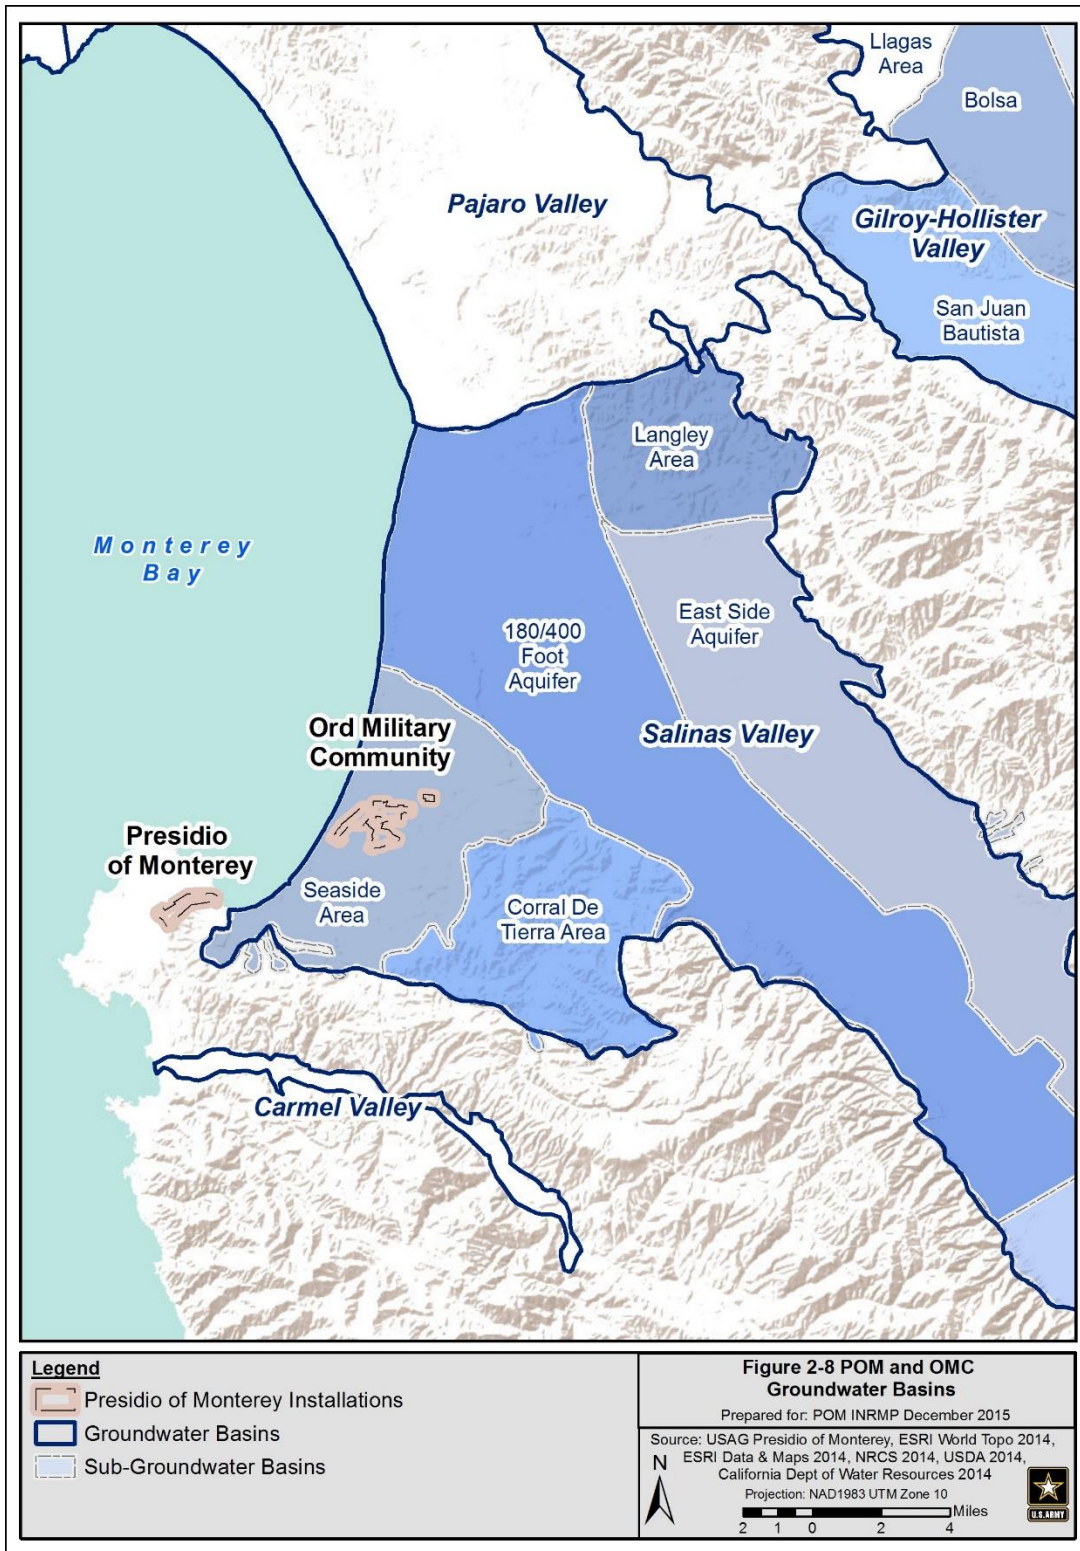 Llagas
Area
Bolsa
Pajaro Valley
Gilroy-Hollister
Valley
San Juan
Bautista
Langley
Area
Monterey
Bay
180/400
Foot
Aquifer
East Side
Aquifer
Ord Military
Community
Salinas Valley
Presidio
of Monterey
Seaside
Area
Corral De
Tierra Area
Carmel Valley
Legend
Presidio of Monterey Installations
Groundwater Basins
Sub-Groundwater Basins
Figure 2-8 POM and OMC
Groundwater Basins
Prepared for: POM INRMP December 2015
Source: USAG Presidio of Monterey, ESRI World Topo 2014,
ESRI Data & Maps 2014, NRCS 2014, USDA 2014,
California Dept of Water Resources 2014
Projection: NAD1983 UTM Zone 10
N
Miles
2 1 0 2 4
U.S.ARMY